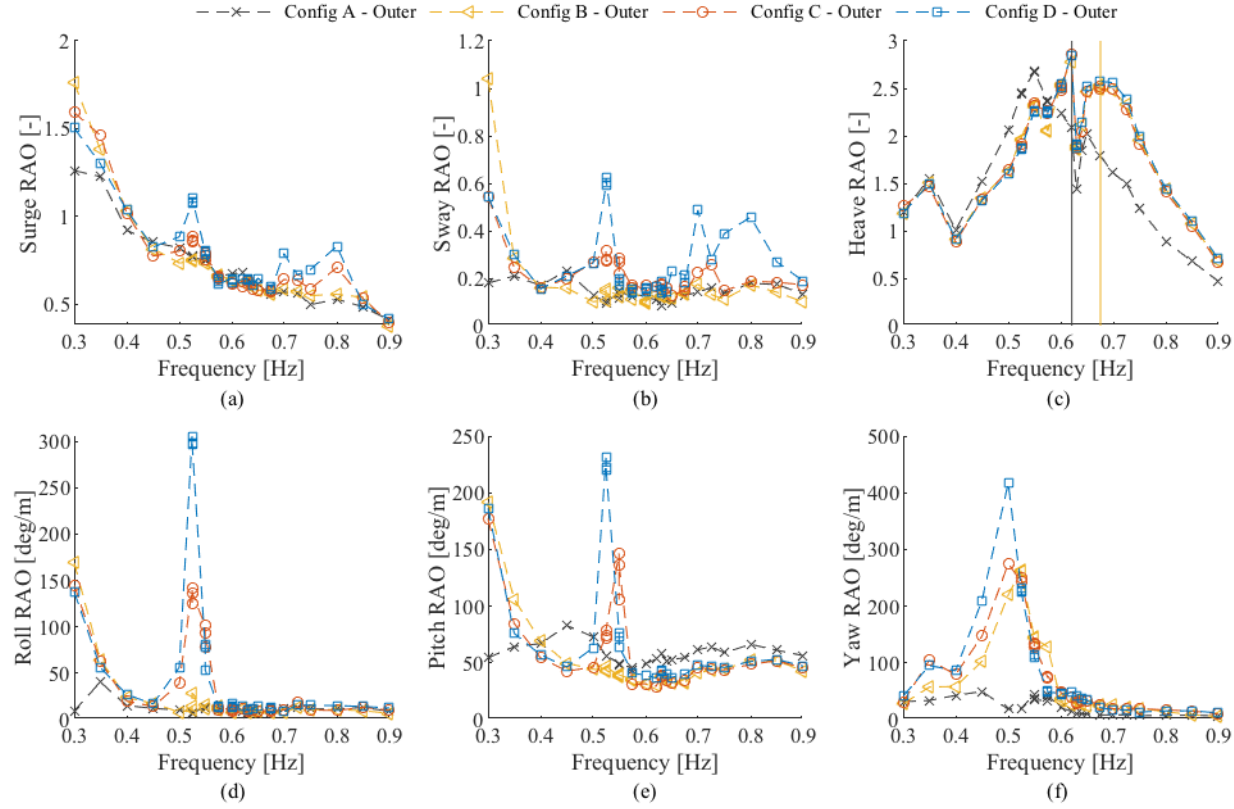 Config A - Outer Config B - Outer Config C - Outer Config D - Outer
2
1.5
1
0.5
Surge RAO [-]
0.3 0.4 0.5 0.6 0.7 0.8 0.9
Frequency [Hz]
(a)
1.2
1
0.8
0.6
0.4
0.2
0
Sway RAO [-]
0.3 0.4 0.5 0.6 0.7 0.8 0.9
Frequency [Hz]
(b)
3
2.5
2
1.5
1
0.5
0
Heave RAO [-]
0.3 0.4 0.5 0.6 0.7 0.8 0.9
Frequency [Hz]
(c)
300
250
200
150
100
50
0
Roll RAO [deg/m]
0.3 0.4 0.5 0.6 0.7 0.8 0.9
Frequency [Hz]
(d)
250
200
150
100
50
0
Pitch RAO [deg/m]
0.3 0.4 0.5 0.6 0.7 0.8 0.9
Frequency [Hz]
(e)
500
400
300
200
100
0
Yaw RAO [deg/m]
0.3 0.4 0.5 0.6 0.7 0.8 0.9
Frequency [Hz]
(f)